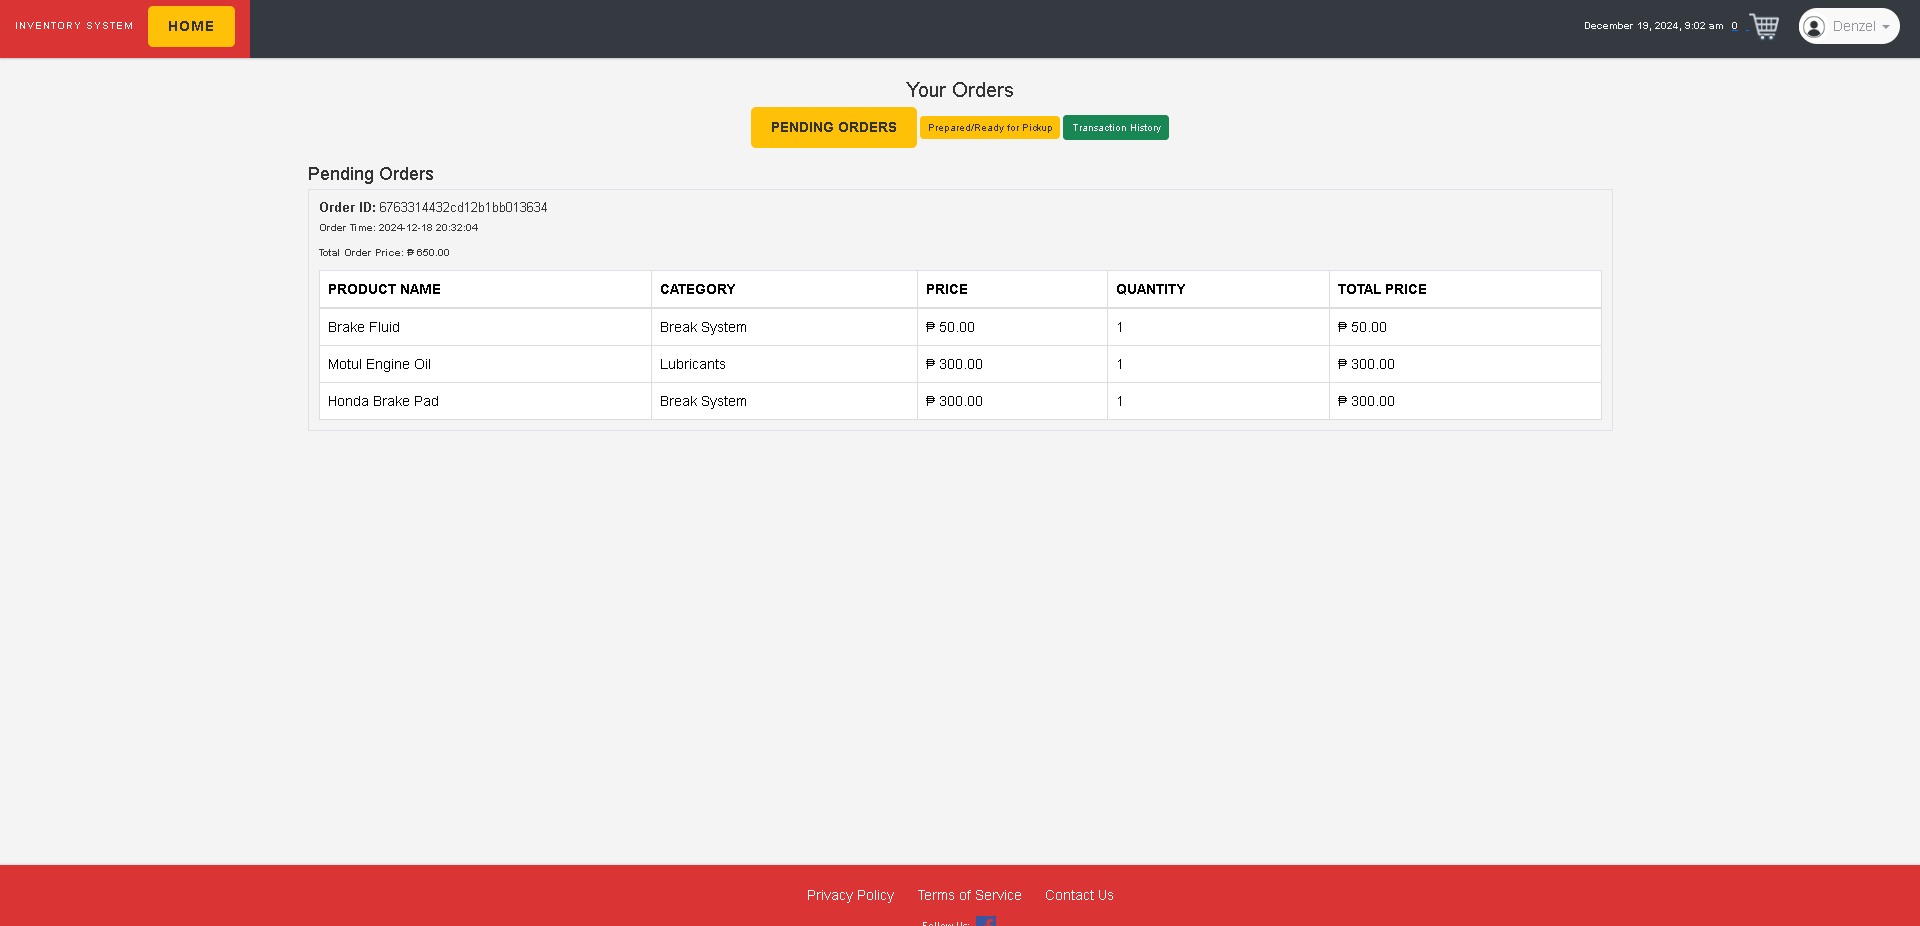 INVENTORY SYSTEM HOME December 19, 2024, 9:02 am 0 Denzel
Your Orders
PENDING ORDERS Prepared/Ready for Pickup Transaction History
Pending Orders
Order ID: 6763314432cd12b1bb013634
Order Time: 2024-12-18 20:32:04
Total Order Price: ₱ 650.00
PRODUCT NAME CATEGORY PRICE QUANTITY TOTAL PRICE
Brake Fluid Break System ₱ 50.00 1 ₱ 50.00
Motul Engine Oil Lubricants ₱ 300.00 1 ₱ 300.00
Honda Brake Pad Break System ₱ 300.00 1 ₱ 300.00
Privacy Policy Terms of Service Contact Us
Follow Us: